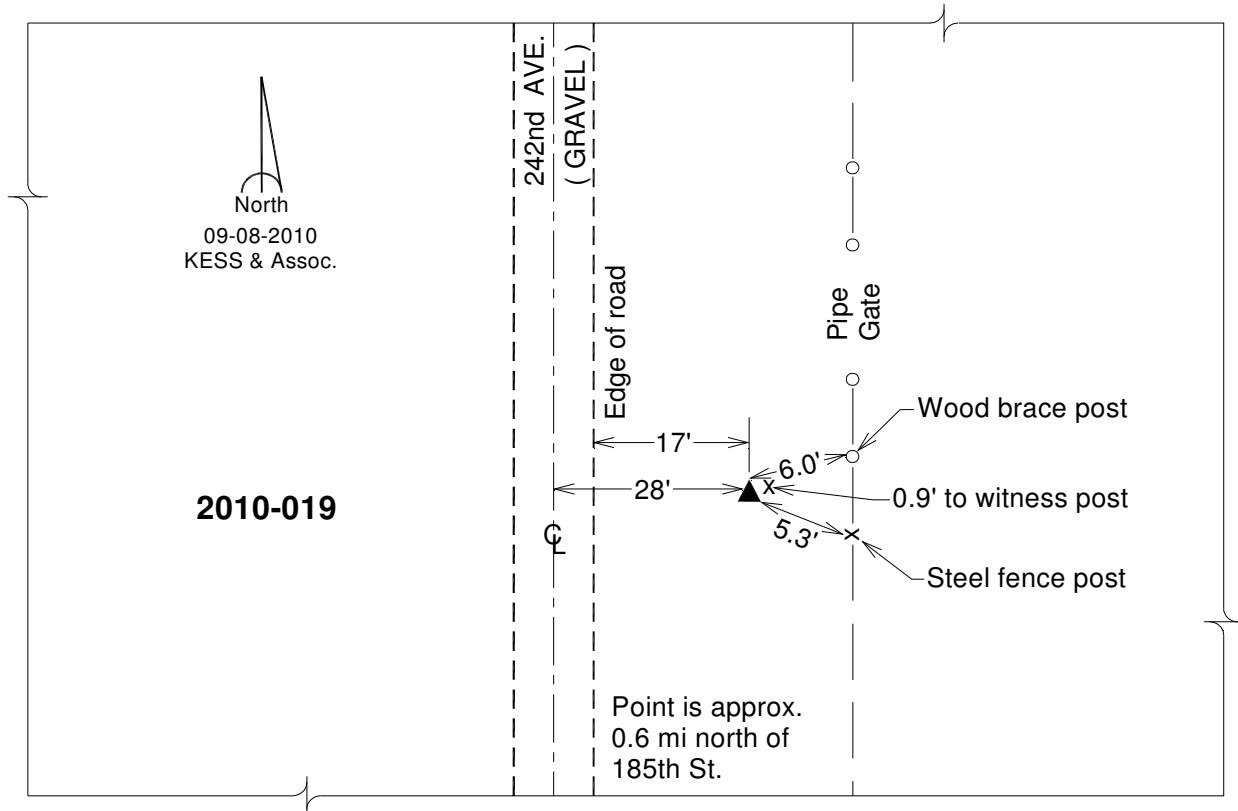 242nd AVE.
( GRAVEL )
North
09-08-2010
KESS & Assoc.
Edge of road
Pipe
Gate
Wood brace post
17'
6.0'
28'
0.9' to witness post
2010-019
x
CL
5.3'
x
Steel fence post
Point is approx.
0.6 mi north of
185th St.